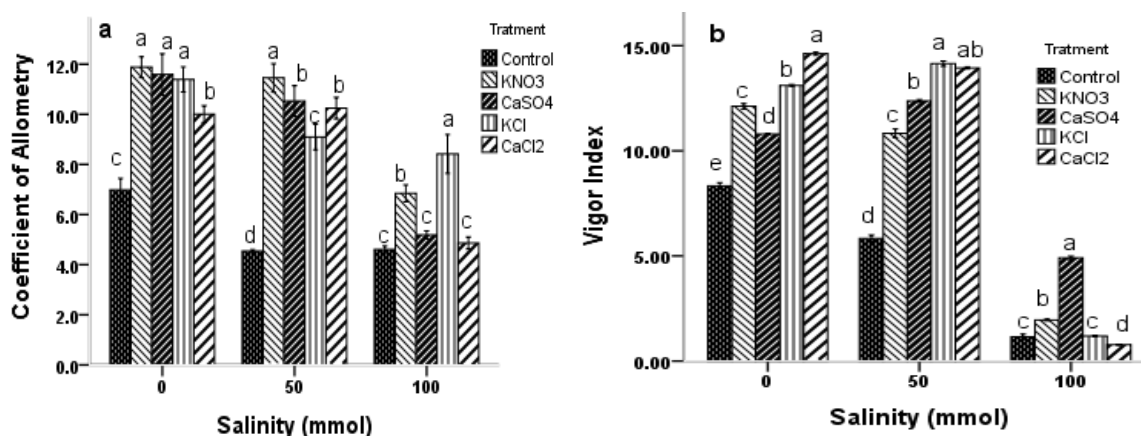 a
Coefficient of Allometry
12.0
10.0
8.0
6.0
4.0
2.0
0.0
c a a a b
d a b c b
c b c a c
0 50 100
Salinity (mmol)
Tratment
Control
KNO3
CaSO4
KCl
CaCl2
b
Vigor Index
15.00
10.00
5.00
0.00
e c d b a
d c b a ab
c b a c d
0 50 100
Salinity (mmol)
Tratment
Control
KNO3
CaSO4
KCl
CaCl2